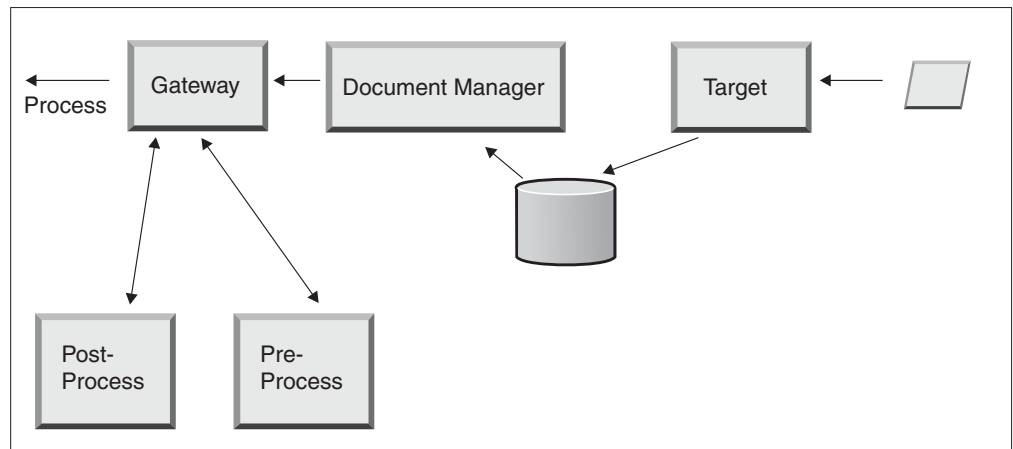 Gateway
Document Manager
Target
Process
Post-
Process
Pre-
Process